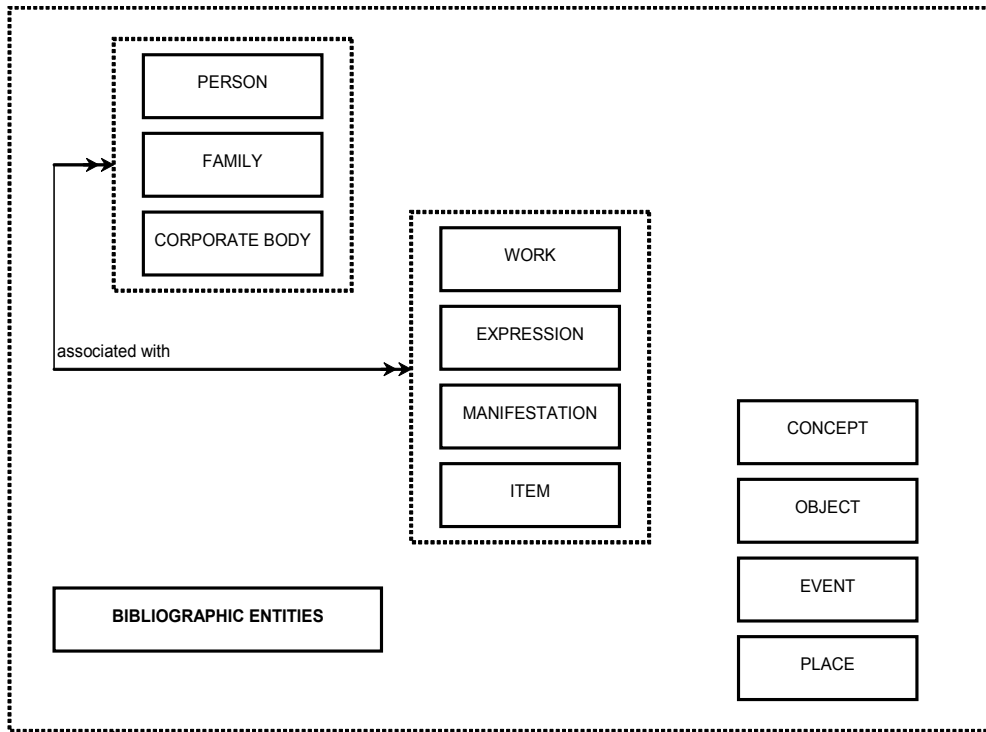 PERSON
FAMILY
CORPORATE BODY
WORK
EXPRESSION
MANIFESTATION
ITEM
associated with
CONCEPT
OBJECT
EVENT
PLACE
BIBLIOGRAPHIC ENTITIES